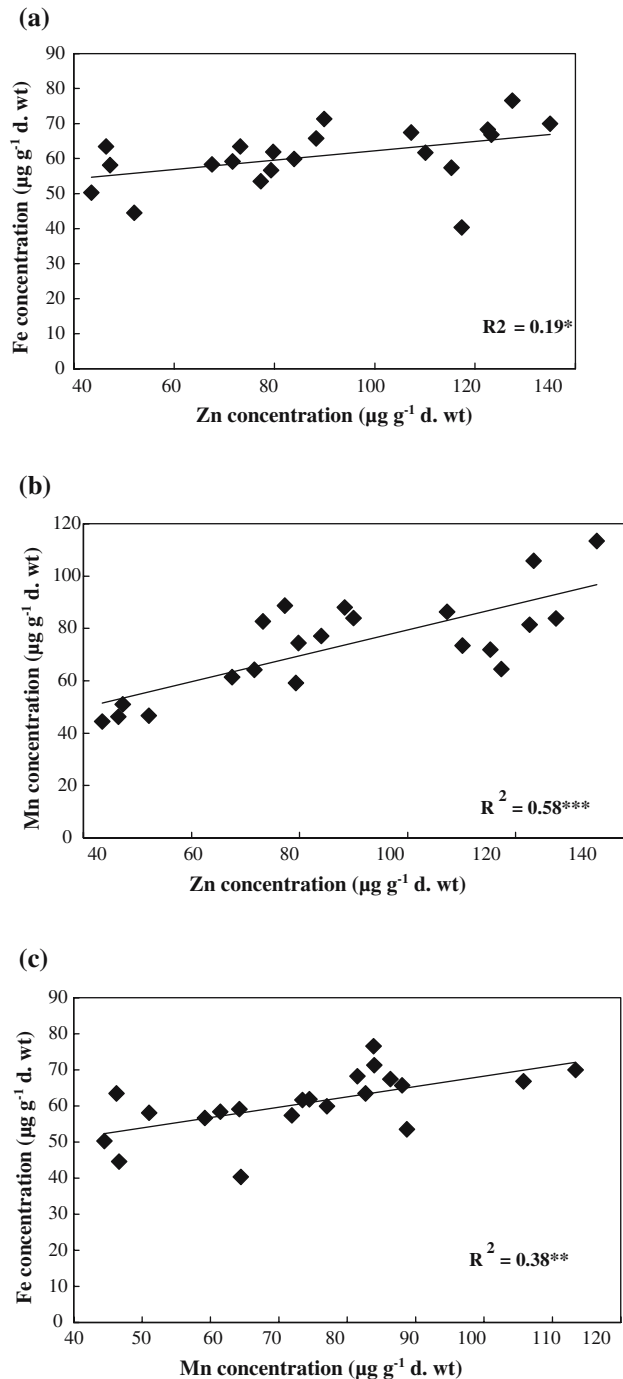 (a)
90
80
70
60
50
40
30
20
10
0
Fe concentration (µg g-1 d. wt)
R2 = 0.19*
40 60 80 100 120 140
Zn concentration (µg g-1 d. wt)
(b)
120
100
80
60
40
20
0
Mn concentration (µg g-1 d. wt)
R 2 = 0.58***
40 60 80 100 120 140
Zn concentration (µg g-1 d. wt)
(c)
90
80
70
60
50
40
30
20
10
0
Fe concentration (µg g-1 d. wt)
R 2 = 0.38**
40 50 60 70 80 90 100 110 120
Mn concentration (µg g-1 d. wt)